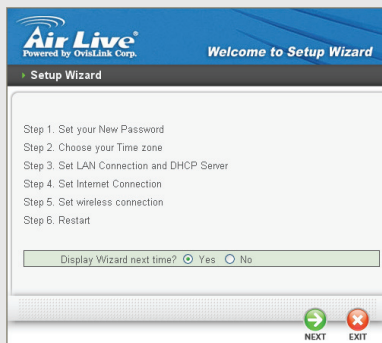 Air Live®
Powered by OvisLink Corp.
Welcome to Setup Wizard
Setup Wizard
Step 1. Set your New Password
Step 2. Choose your Time zone
Step 3. Set LAN Connection and DHCP Server
Step 4. Set Internet Connection
Step 5. Set wireless connection
Step 6. Restart
Display Wizard next time? Yes No
NEXT EXIT